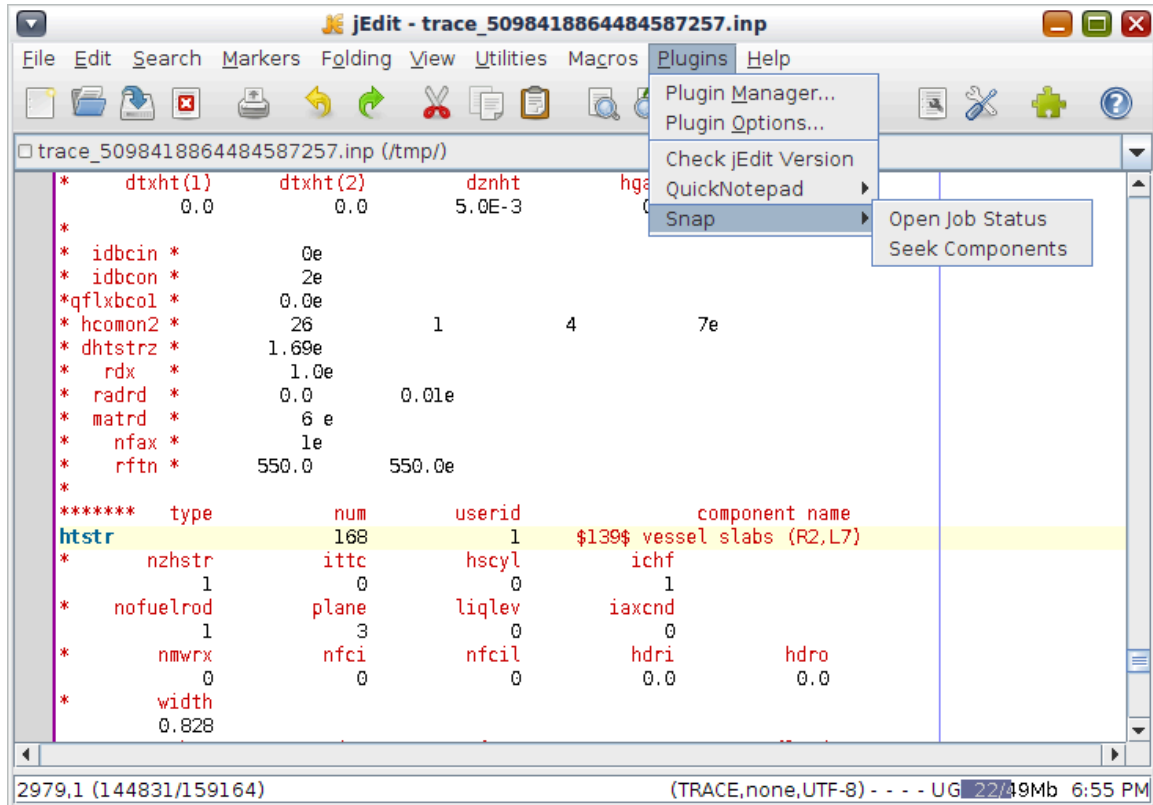 jEdit - trace_5098418864484587257.inp
File Edit Search Markers Folding View Utilities Macros Plugins Help
Plugin Manager...
Plugin Options...
Check jEdit Version
QuickNotepad
Snap
Open Job Status
Seek Components
trace_5098418864484587257.inp (/tmp/)
* dtxht(1) dtxht(2) dznht
0.0 0.0 5.0E-3
*
* idbcin * 0e
* idbcon * 2e
*qflxbco1 * 0.0e
* hcomon2 * 26 1 4 7e
* dhtstrz * 1.69e
* rdx * 1.0e
* radrd * 0.0 0.01e
* matrd * 6 e
* nfax * 1e
* rftn * 550.0 550.0e
*
******* type num userid component name
htstr 168 1 $139$ vessel slabs (R2,L7)
* nzhstr ittc hscyl ichf
1 0 0 1
* nofuelrod plane liqlev iaxcnd
1 3 0 0
* nmwrx nfci nfcil hdri hdro
0 0 0 0.0 0.0
* width
0.828
2979,1 (144831/159164) (TRACE,none,UTF-8) - - - - UG 22/49Mb 6:55 PM